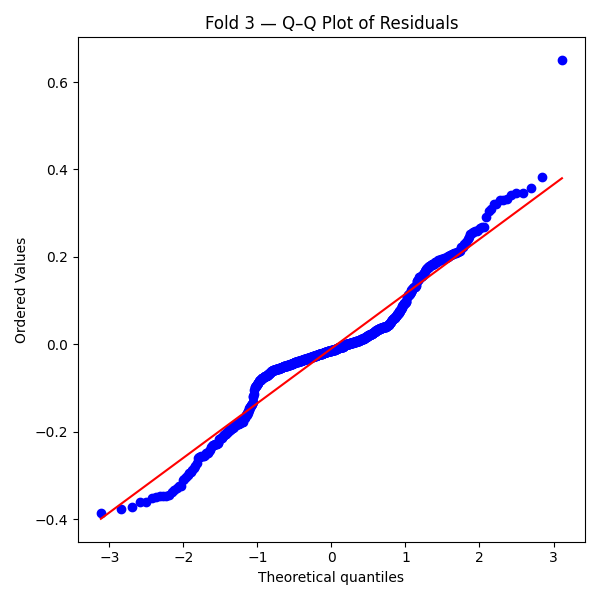 Fold 3 — Q–Q Plot of Residuals
Ordered Values
0.6
0.4
0.2
0.0
−0.2
−0.4
−3 −2 −1 0 1 2 3
Theoretical quantiles